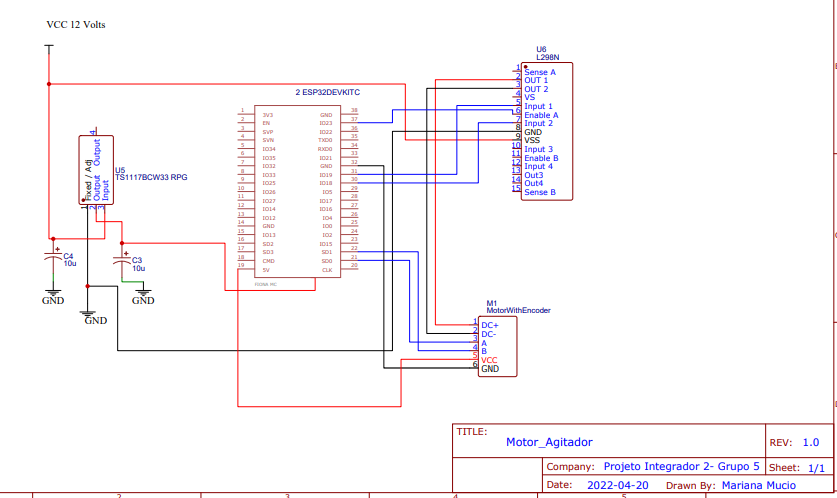 VCC 12 Volts
U6
L298N
1 Sense A
2 OUT 1
3 OUT 2
4 VS
5 Input 1
6 Enable A
7 Input 2
8 GND
9 VSS
10 Input 3
11 Enable B
12 Input 4
13 Out3
14 Out4
15 Sense B
2 ESP32DEVKITC
1 3V3 GND 38
2 EN IO23 37
3 SVP IO22 36
4 SVN TXD0 35
5 IO34 RXD0 34
6 IO35 IO21 33
7 IO32 GND 32
8 IO33 IO19 31
9 IO25 IO18 30
10 IO26 IO5 29
11 IO27 IO17 28
12 IO14 IO16 27
13 IO12 IO4 26
14 GND IO0 25
15 IO13 IO2 24
16 SD2 IO15 23
17 SD3 SD1 22
18 CMD SD0 21
19 5V CLK 20
4
Fixed / Adj
Output
Output
Input
1 2 3
U5
TS1117BCW33 RPG
C4
10u
C3
10u
GND
GND
GND
M1
MotorWithEncoder
1 DC+
2 DC-
3 A
4 B
5 VCC
6 GND
TITLE:
Motor_Agitador
REV: 1.0
Company: Projeto Integrador 2- Grupo 5
Sheet: 1/1
Date: 2022-04-20
Drawn By: Mariana Mucio
2 3 4 5